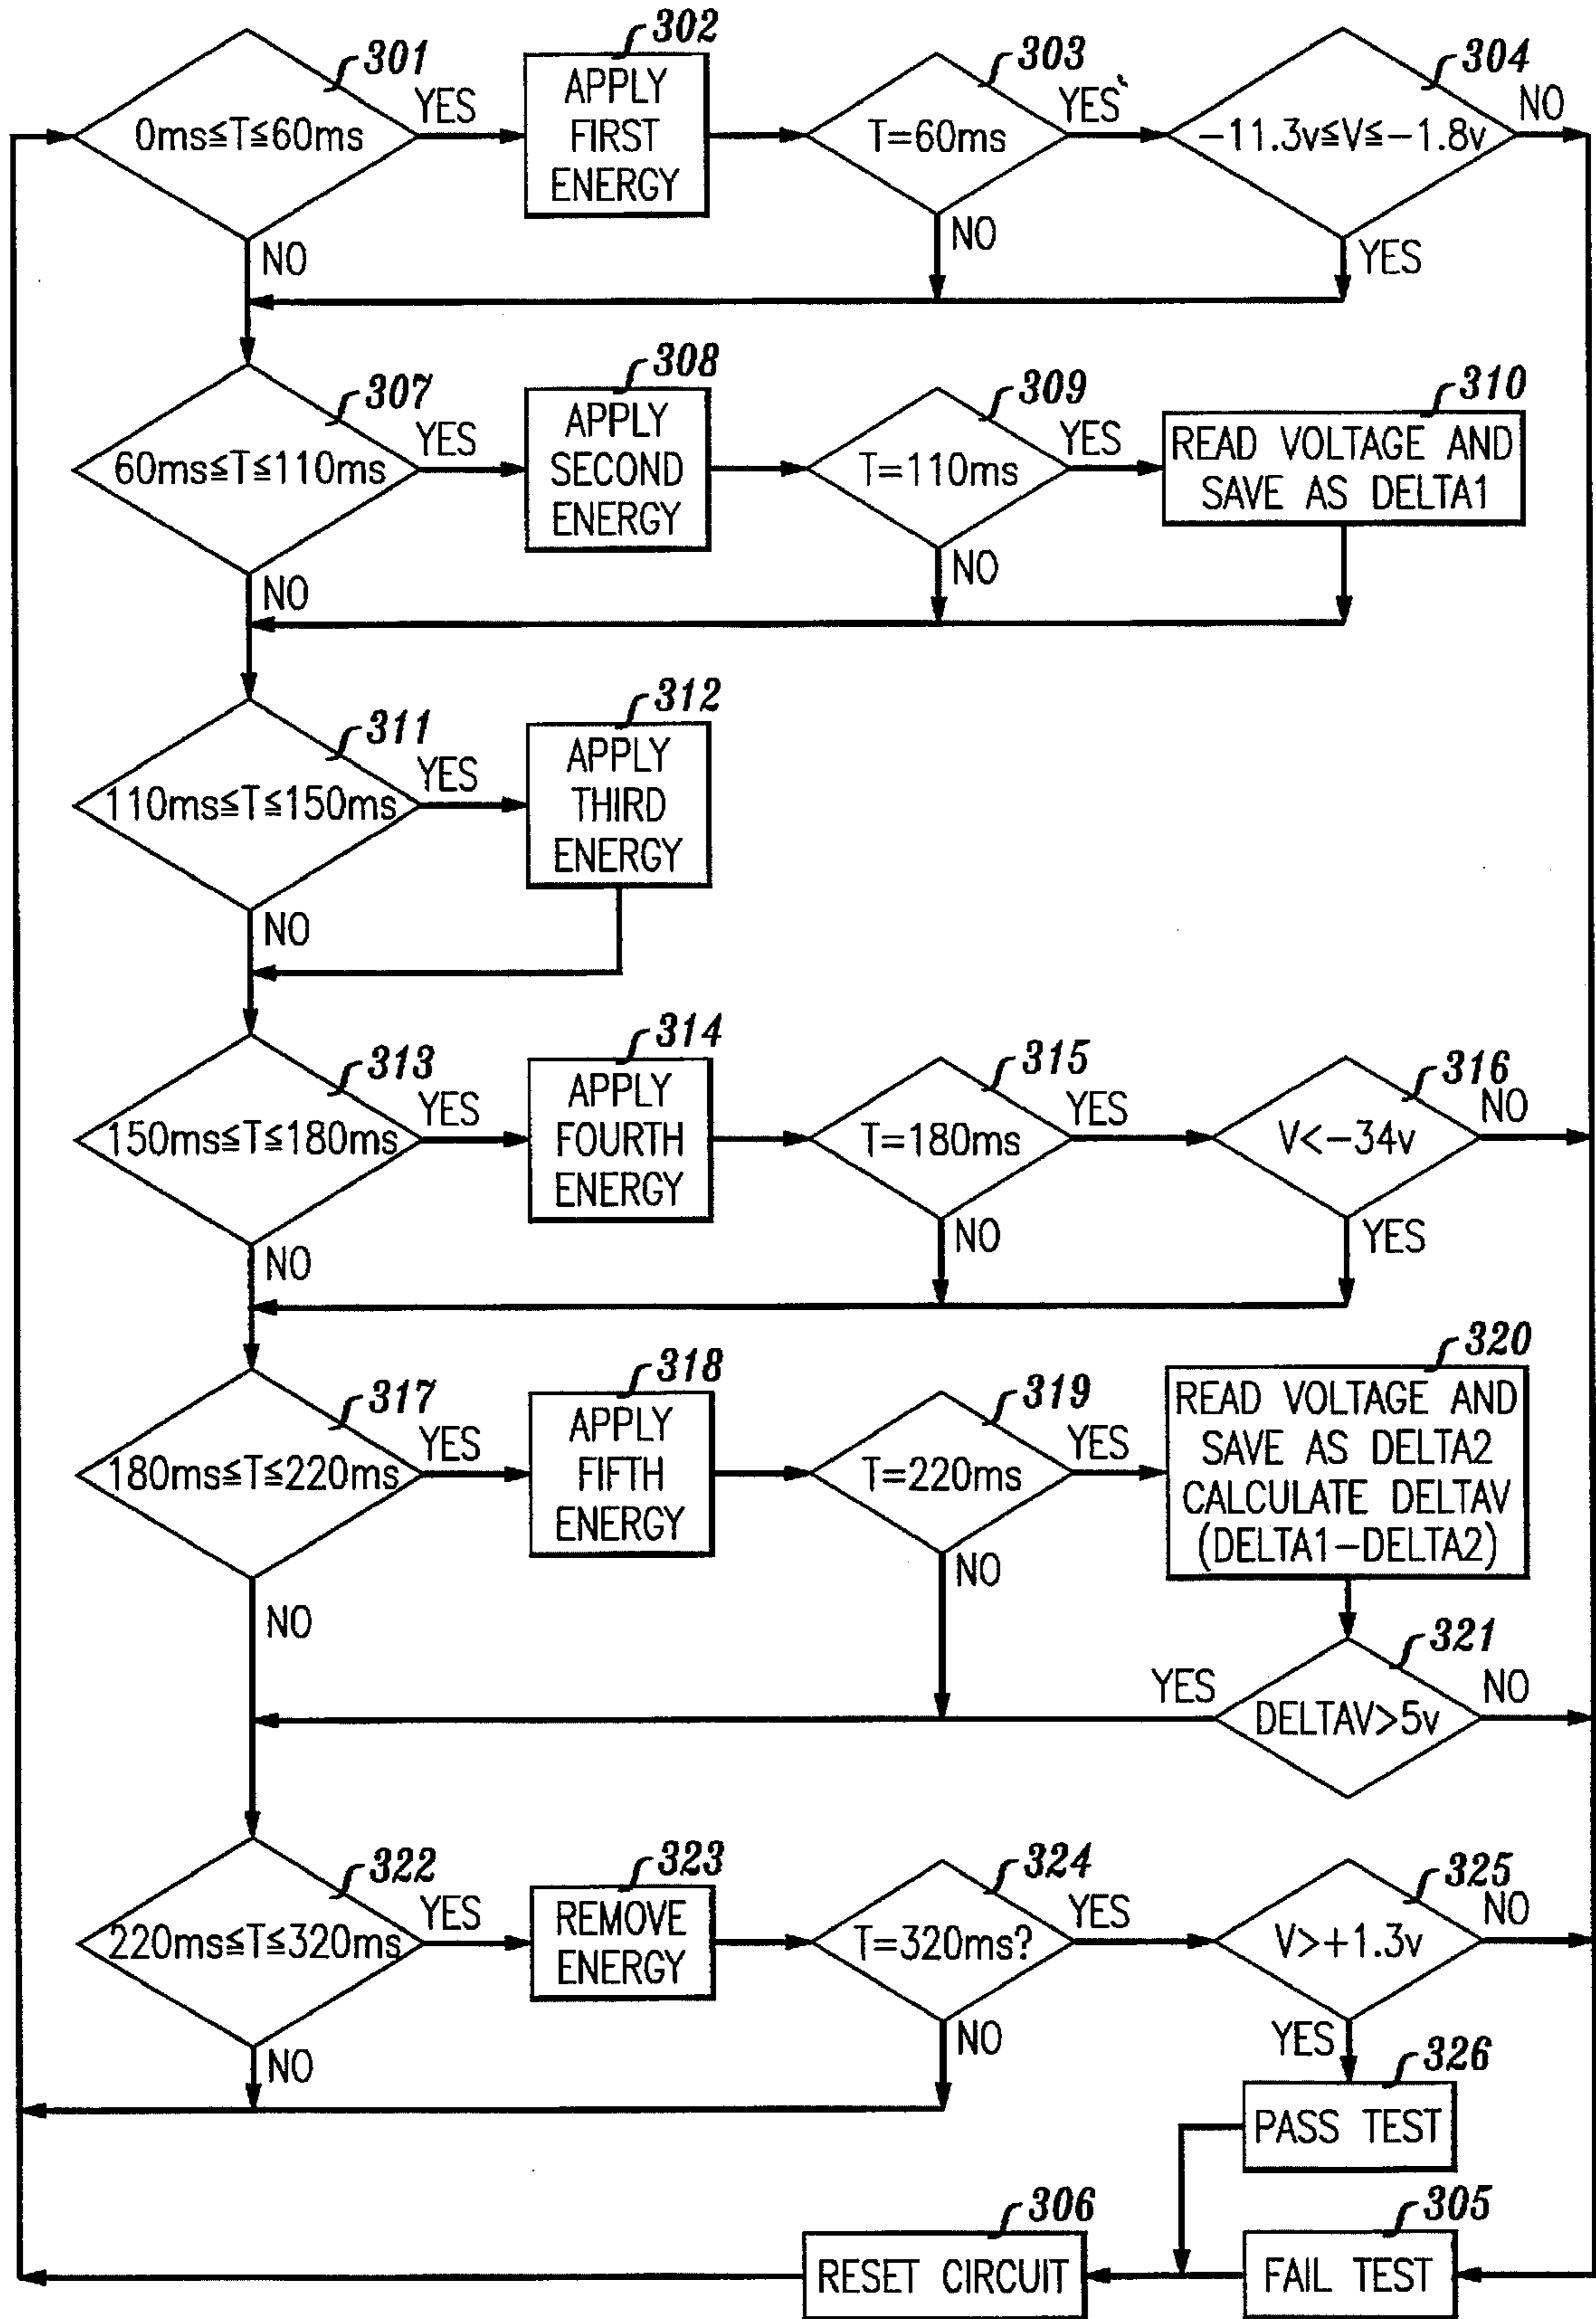 301
0ms≦T≦60ms
YES
NO
302
APPLY
FIRST
ENERGY
303
T=60ms
YES
NO
304
-11.3v≦V≦-1.8v
NO
YES
307
60ms≦T≦110ms
YES
NO
308
APPLY
SECOND
ENERGY
309
T=110ms
YES
NO
310
READ VOLTAGE AND
SAVE AS DELTA1
311
110ms≦T≦150ms
YES
NO
312
APPLY
THIRD
ENERGY
313
150ms≦T≦180ms
YES
NO
314
APPLY
FOURTH
ENERGY
315
T=180ms
YES
NO
316
V<-34v
NO
YES
317
180ms≦T≦220ms
YES
NO
318
APPLY
FIFTH
ENERGY
319
T=220ms
YES
NO
320
READ VOLTAGE AND
SAVE AS DELTA2
CALCULATE DELTAV
(DELTA1-DELTA2)
321
DELTAV>5v
YES
NO
322
220ms≦T≦320ms
YES
NO
323
REMOVE
ENERGY
324
T=320ms?
YES
NO
325
V>+1.3v
NO
YES
326
PASS TEST
306
RESET CIRCUIT
305
FAIL TEST